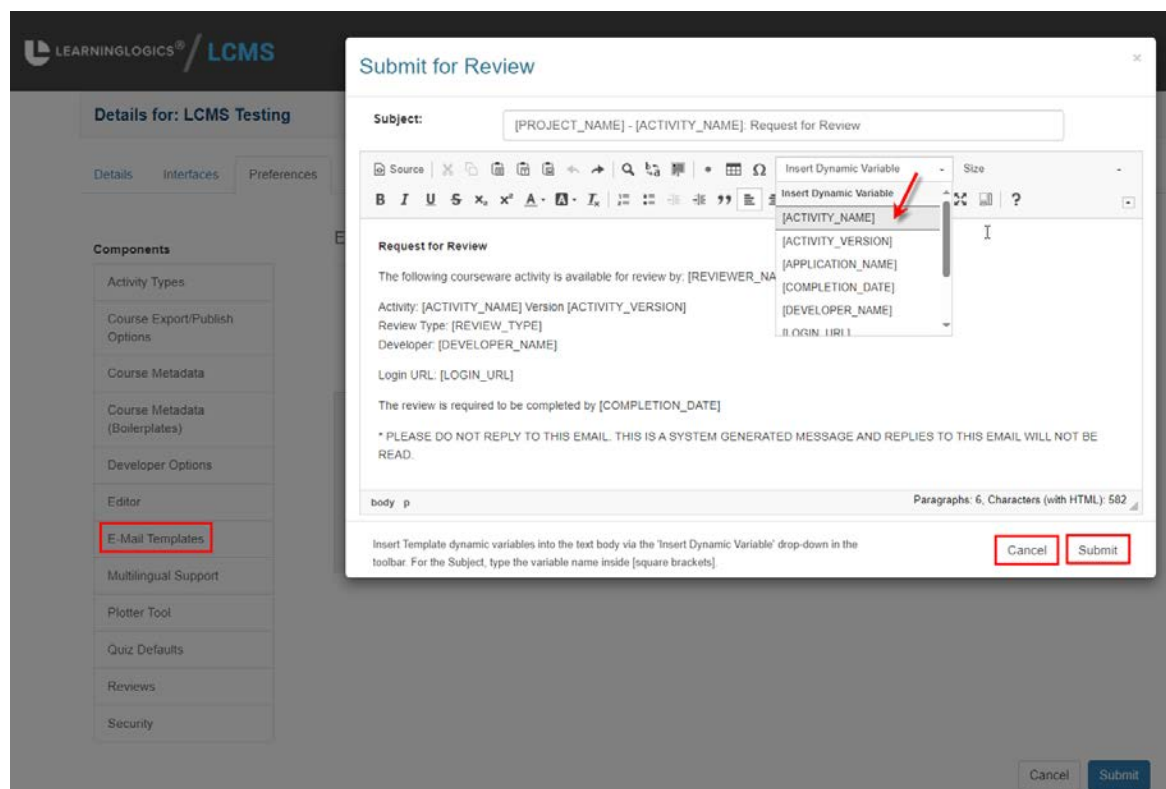 LEARNINGLOGICS® / LCMS
Details for: LCMS Testing
Details Interfaces Preferences
Components
Activity Types
Course Export/Publish
Options
Course Metadata
Course Metadata
(Boilerplates)
Developer Options
Editor
E-Mail Templates
Multilingual Support
Plotter Tool
Quiz Defaults
Reviews
Security
E
Submit for Review
×
Subject:
[PROJECT_NAME] - [ACTIVITY_NAME]: Request for Review
Source Insert Dynamic Variable Size
Insert Dynamic Variable
[ACTIVITY_NAME]
[ACTIVITY_VERSION]
[APPLICATION_NAME]
[COMPLETION_DATE]
[DEVELOPER_NAME]
[LOGIN_URL]
Request for Review
The following courseware activity is available for review by: [REVIEWER_NA
Activity: [ACTIVITY_NAME] Version [ACTIVITY_VERSION]
Review Type: [REVIEW_TYPE]
Developer: [DEVELOPER_NAME]
Login URL: [LOGIN_URL]
The review is required to be completed by [COMPLETION_DATE]
* PLEASE DO NOT REPLY TO THIS EMAIL. THIS IS A SYSTEM GENERATED MESSAGE AND REPLIES TO THIS EMAIL WILL NOT BE
READ.
body p
Paragraphs: 6, Characters (with HTML): 582
Insert Template dynamic variables into the text body via the 'Insert Dynamic Variable' drop-down in the
toolbar. For the Subject, type the variable name inside [square brackets].
Cancel Submit
Cancel Submit